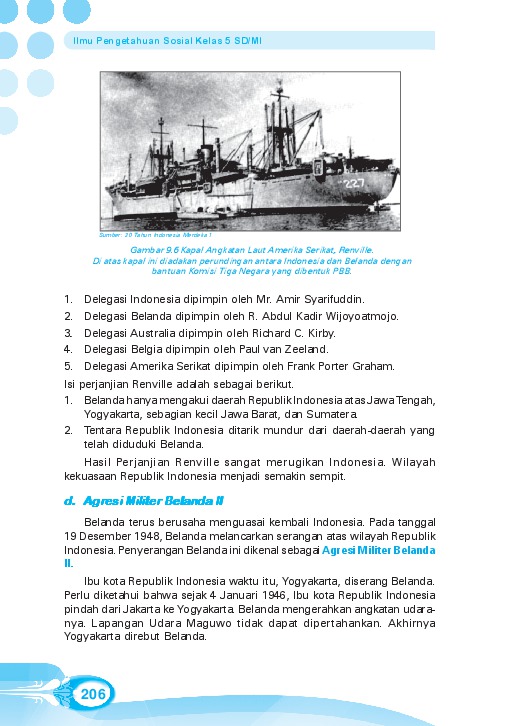 Ilmu Pengetahuan Sosial Kelas 5 SD/MI
227
Sumber: 20 Tahun Indonesia Merdeka 1
Gambar 9.6 Kapal Angkatan Laut Amerika Serikat, Renville.
Di atas kapal ini diadakan perundingan antara Indonesia dan Belanda dengan
bantuan Komisi Tiga Negara yang dibentuk PBB.
1. Delegasi Indonesia dipimpin oleh Mr. Amir Syarifuddin.
2. Delegasi Belanda dipimpin oleh R. Abdul Kadir Wijoyoatmojo.
3. Delegasi Australia dipimpin oleh Richard C. Kirby.
4. Delegasi Belgia dipimpin oleh Paul van Zeeland.
5. Delegasi Amerika Serikat dipimpin oleh Frank Porter Graham.
Isi perjanjian Renville adalah sebagai berikut.
1. Belanda hanya mengakui daerah Republik Indonesia atas Jawa Tengah,
Yogyakarta, sebagian kecil Jawa Barat, dan Sumatera.
2. Tentara Republik Indonesia ditarik mundur dari daerah-daerah yang
telah diduduki Belanda.
Hasil Perjanjian Renville sangat merugikan Indonesia. Wilayah
kekuasaan Republik Indonesia menjadi semakin sempit.
d. Agresi Militer Belanda II
Belanda terus berusaha menguasai kembali Indonesia. Pada tanggal
19 Desember 1948, Belanda melancarkan serangan atas wilayah Republik
Indonesia. Penyerangan Belanda ini dikenal sebagai Agresi Militer Belanda
II.
Ibu kota Republik Indonesia waktu itu, Yogyakarta, diserang Belanda.
Perlu diketahui bahwa sejak 4 Januari 1946, Ibu kota Republik Indonesia
pindah dari Jakarta ke Yogyakarta. Belanda mengerahkan angkatan udara-
nya. Lapangan Udara Maguwo tidak dapat dipertahankan. Akhirnya
Yogyakarta direbut Belanda.
206